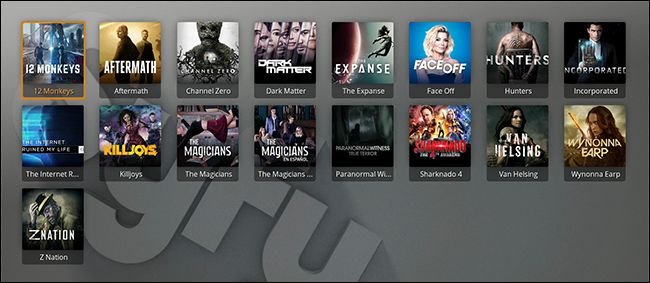 12 MONKEYS
AFTERMATH
CHANNEL ZERO
DARK MATTER
THE EXPANSE
FACE OFF
HUNTERS
INCORPORATED
12 Monkeys
Aftermath
Channel Zero
Dark Matter
The Expanse
Face Off
Hunters
Incorporated
THE INTERNET
RUINED MY LIFE
KILLJOYS
THE MAGICIANS
THE MAGICIANS
EN ESPAÑOL
PARANORMAL WITNESS
TRUE TERROR
SHARKNADO
THE 4TH AWAKENS
VAN HELSING
WYNONNA EARP
The Internet R...
Killjoys
The Magicians
The Magicians ...
Paranormal Wi...
Sharknado 4
Van Helsing
Wynonna Earp
Z NATION
Z Nation
gru